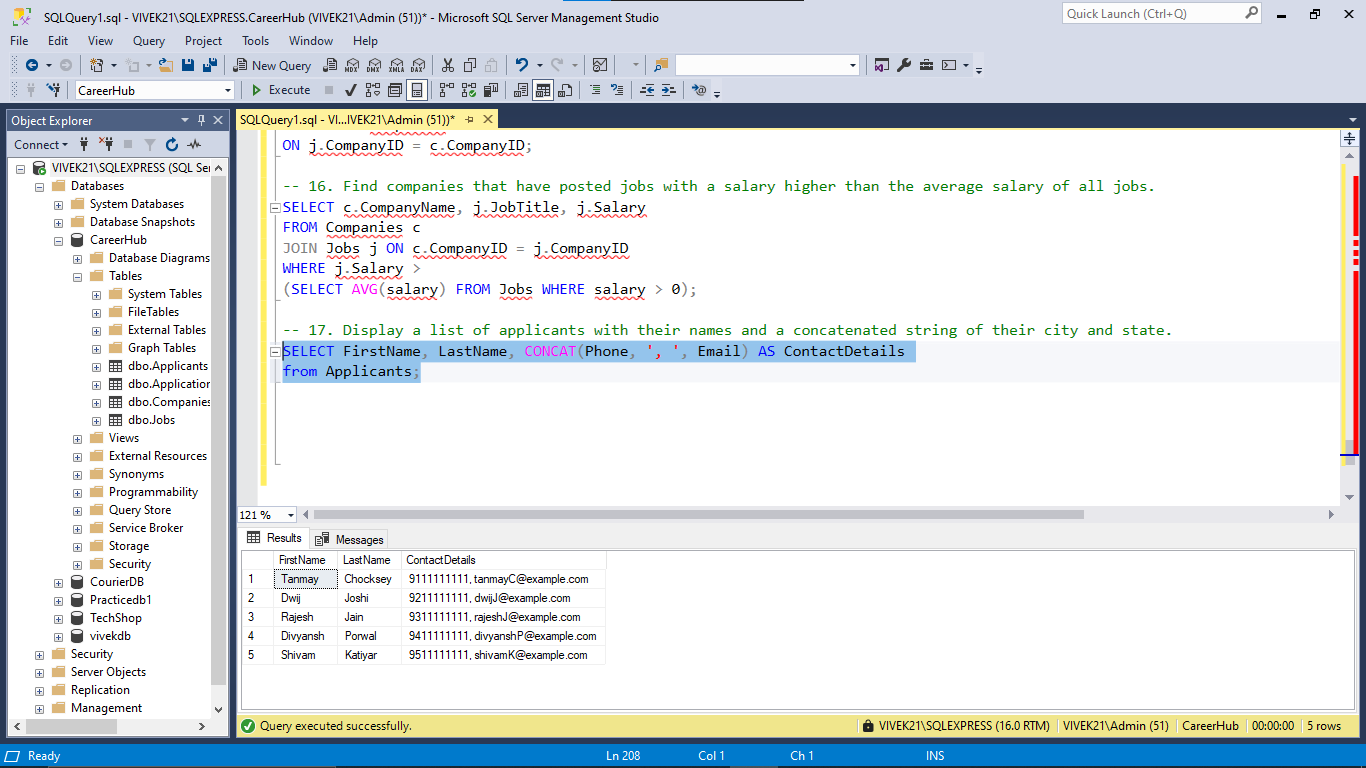 SQLQuery1.sql - VIVEK21\SQLEXPRESS.CareerHub (VIVEK21\Admin (51))* - Microsoft SQL Server Management Studio
Quick Launch (Ctrl+Q)
File Edit View Query Project Tools Window Help
New Query
MDX DMX XMLA DAX
CareerHub
Execute
Object Explorer
Connect
VIVEK21\SQLEXPRESS (SQL Ser
Databases
System Databases
Database Snapshots
CareerHub
Database Diagrams
Tables
System Tables
FileTables
External Tables
Graph Tables
dbo.Applicants
dbo.Application
dbo.Companies
dbo.Jobs
Views
External Resources
Synonyms
Programmability
Query Store
Service Broker
Storage
Security
CourierDB
Practicedb1
TechShop
vivekdb
Security
Server Objects
Replication
Management
SQLQuery1.sql - VI...IVEK21\Admin (51))*
ON j.CompanyID = c.CompanyID;
-- 16. Find companies that have posted jobs with a salary higher than the average salary of all jobs.
SELECT c.CompanyName, j.JobTitle, j.Salary
FROM Companies c
JOIN Jobs j ON c.CompanyID = j.CompanyID
WHERE j.Salary >
(SELECT AVG(salary) FROM Jobs WHERE salary > 0);
-- 17. Display a list of applicants with their names and a concatenated string of their city and state.
SELECT FirstName, LastName, CONCAT(Phone, ', ', Email) AS ContactDetails
from Applicants;
121 %
Results Messages
FirstName LastName ContactDetails
1 Tanmay Chocksey 9111111111, tanmayC@example.com
2 Dwij Joshi 9211111111, dwijJ@example.com
3 Rajesh Jain 9311111111, rajeshJ@example.com
4 Divyansh Porwal 9411111111, divyanshP@example.com
5 Shivam Katiyar 9511111111, shivamK@example.com
Query executed successfully.
VIVEK21\SQLEXPRESS (16.0 RTM) VIVEK21\Admin (51) CareerHub 00:00:00 5 rows
Ready Ln 208 Col 1 Ch 1 INS